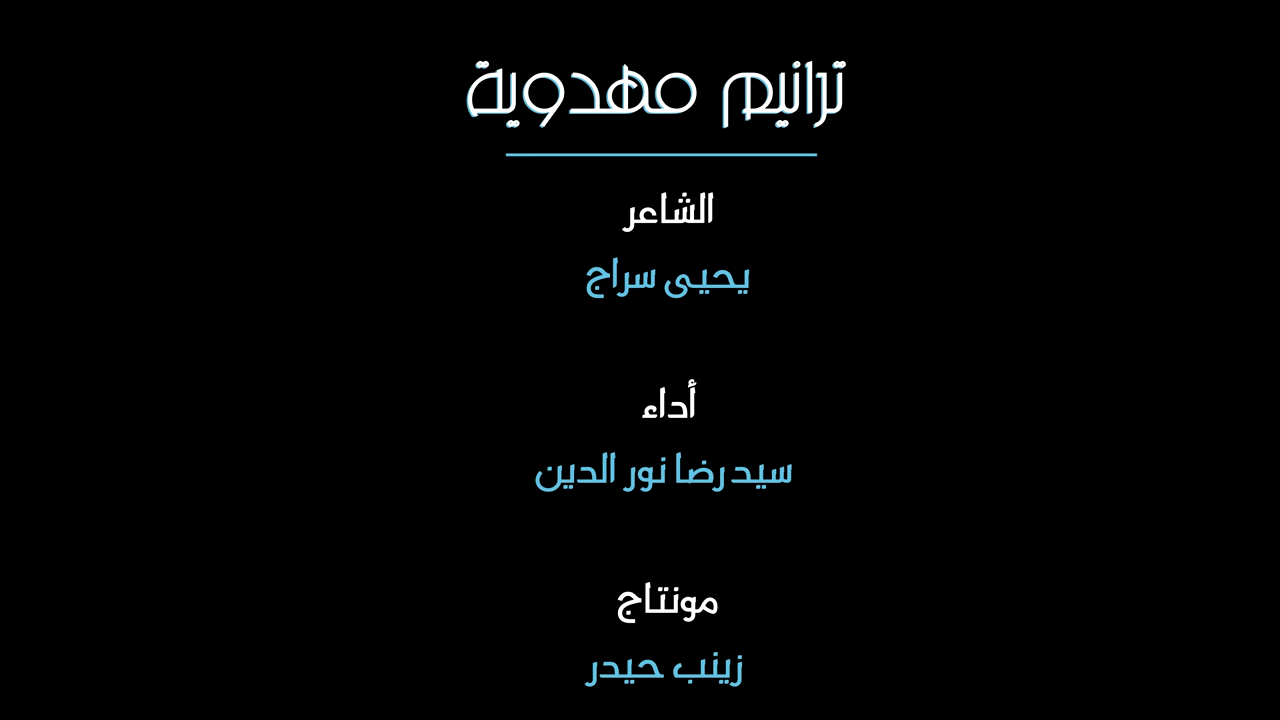 ترانيم مهدوية
الشاعر
يحيى سراج
أداء
سيد رضا نور الدين
مونتاج
زينب حيدر